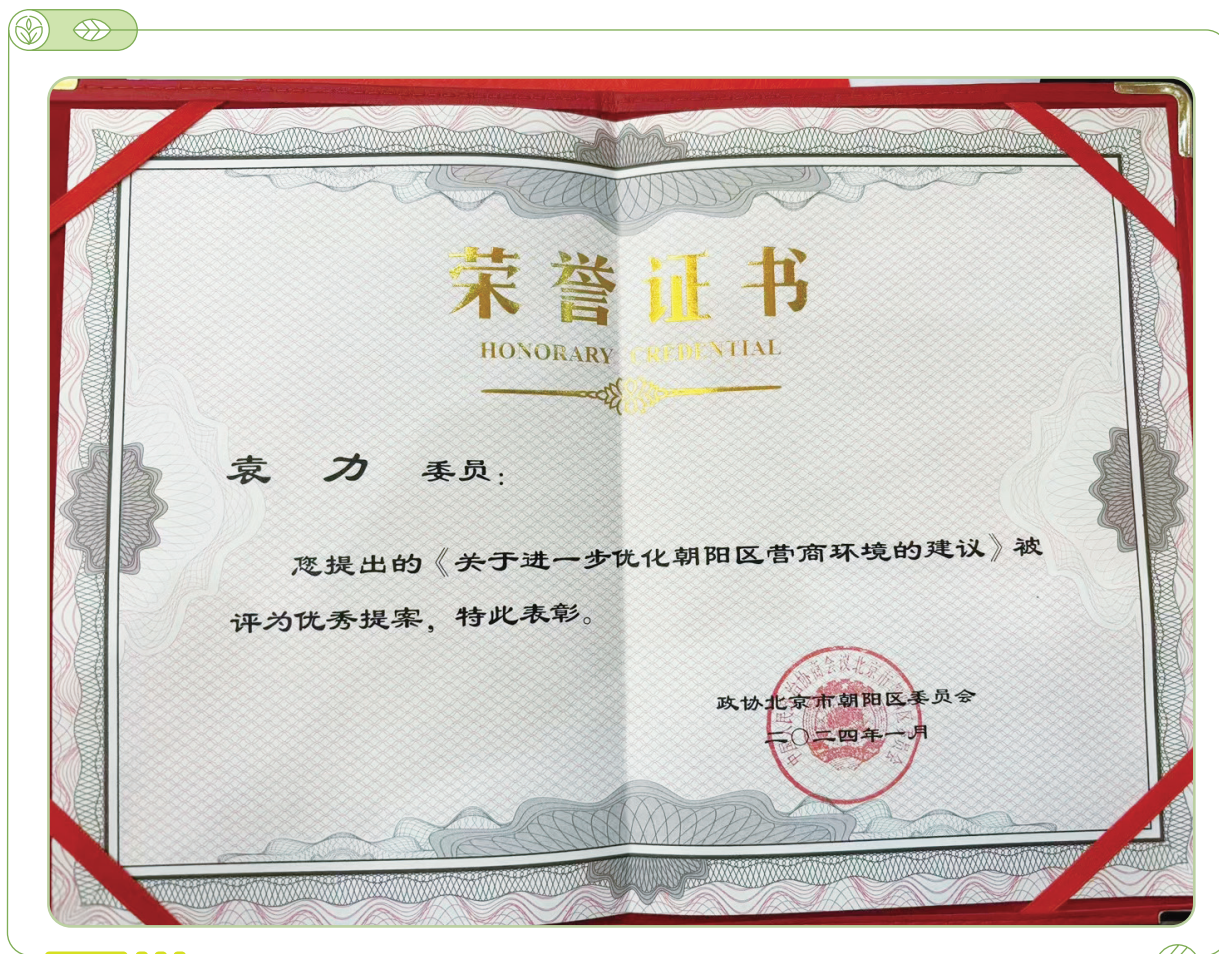 荣誉证书
HONORARY CREDENTIAL
袁 力 委员：
您提出的《关于进一步优化朝阳区营商环境的建议》被
评为优秀提案，特此表彰。
政协北京市朝阳区委员会
二〇二四年一月